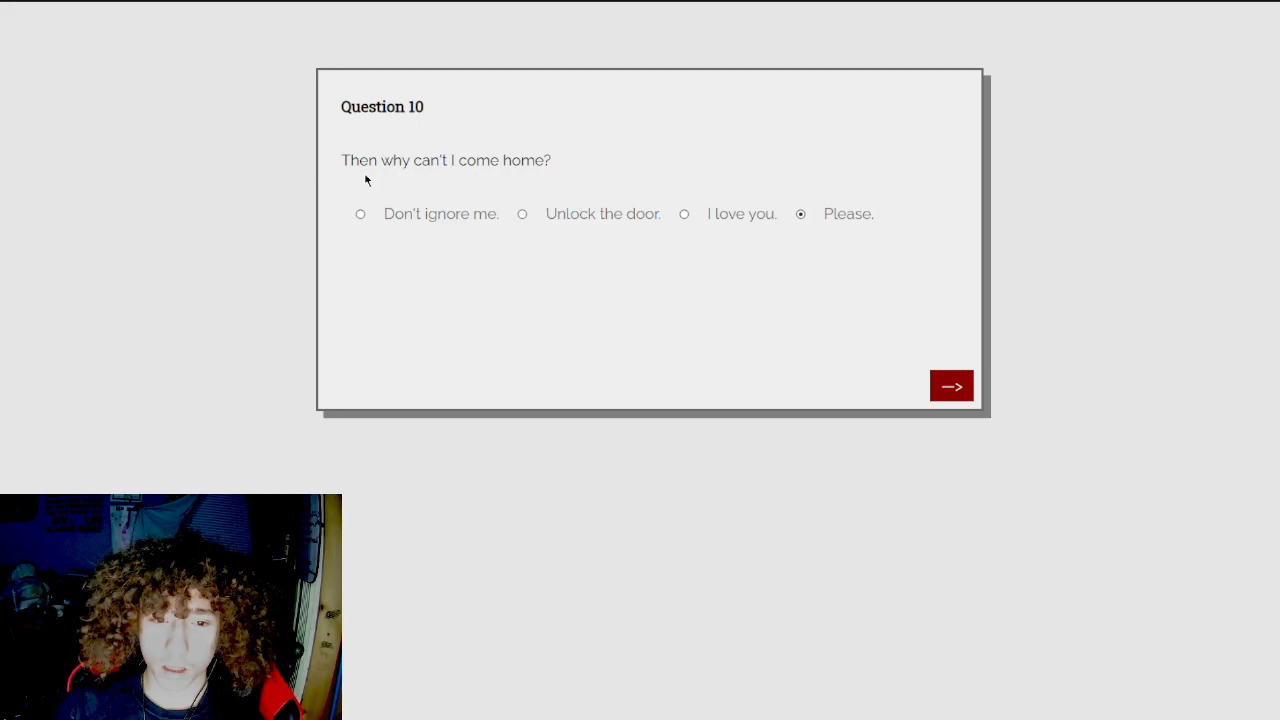 Question 10
Then why can't I come home?
Don't ignore me. Unlock the door. I love you. Please.
—>